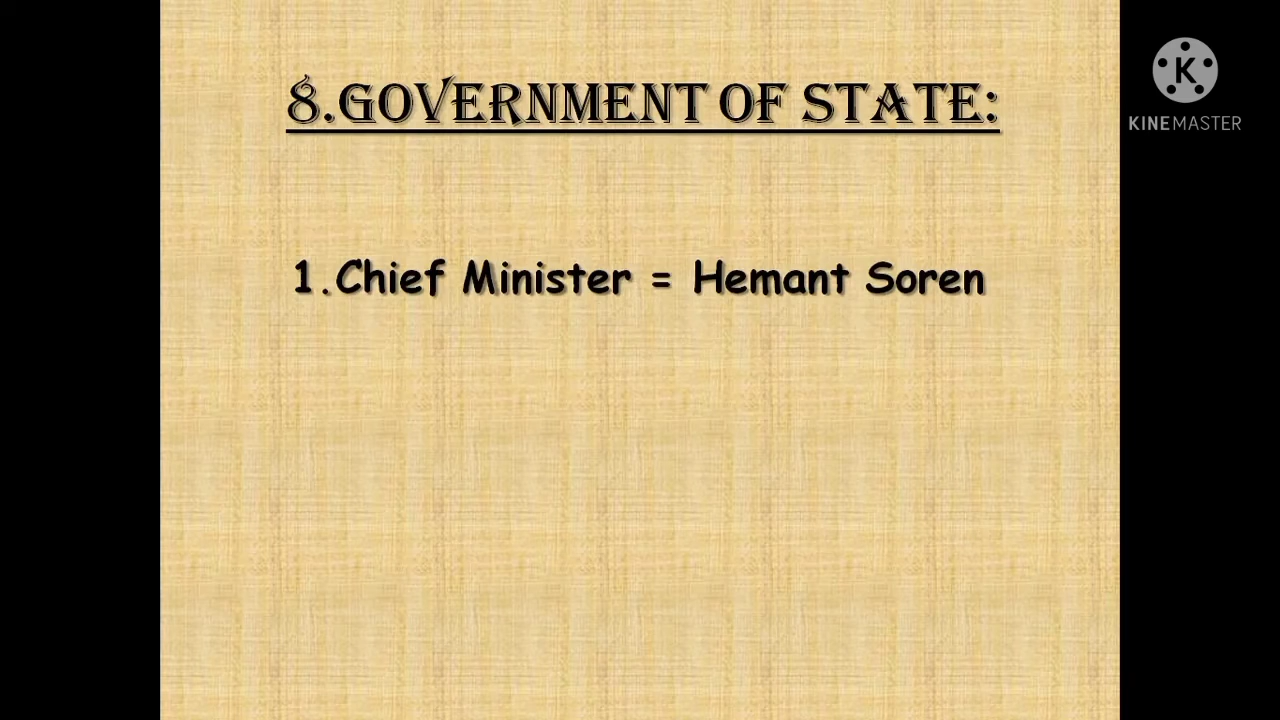 8.GOVERNMENT OF STATE:
1.Chief Minister = Hemant Soren
K
KINEMASTER